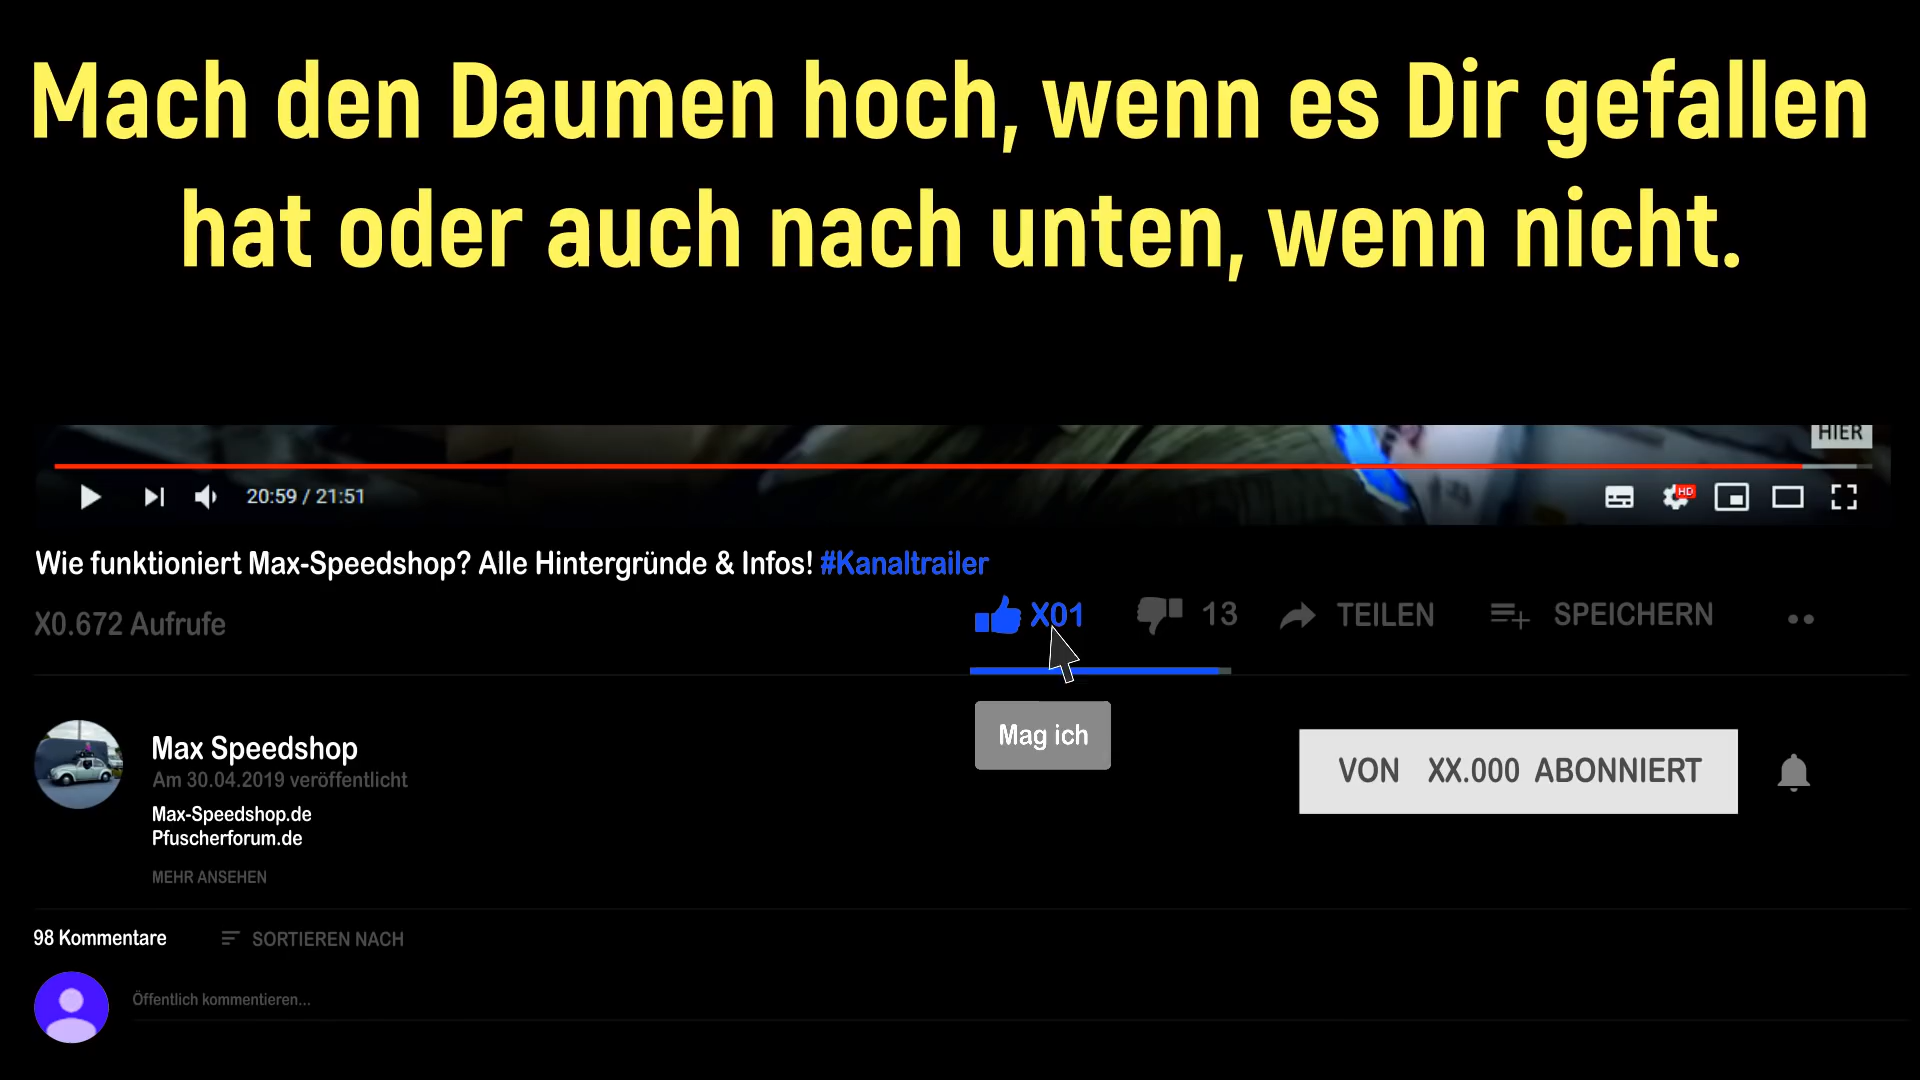 Mach den Daumen hoch, wenn es Dir gefallen
hat oder auch nach unten, wenn nicht.
HIER
20:59 / 21:51
HD
Wie funktioniert Max-Speedshop? Alle Hintergründe & Infos! #Kanaltrailer
X0.672 Aufrufe
X01
13
TEILEN
SPEICHERN
Mag ich
Max Speedshop
Am 30.04.2019 veröffentlicht
Max-Speedshop.de
Pfuscherforum.de
MEHR ANSEHEN
VON XX.000 ABONNIERT
98 Kommentare
SORTIEREN NACH
Öffentlich kommentieren...